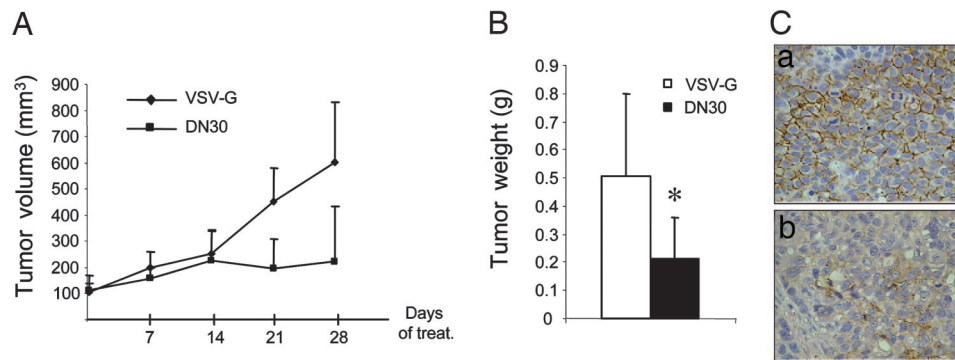 A
Tumor volume (mm³)
900
800
700
600
500
400
300
200
100
VSV-G
DN30
7
14
21
28
Days
of treat.
B
Tumor weight (g)
0.9
0.8
0.7
0.6
0.5
0.4
0.3
0.2
0.1
0
VSV-G
DN30
*
C
a
b